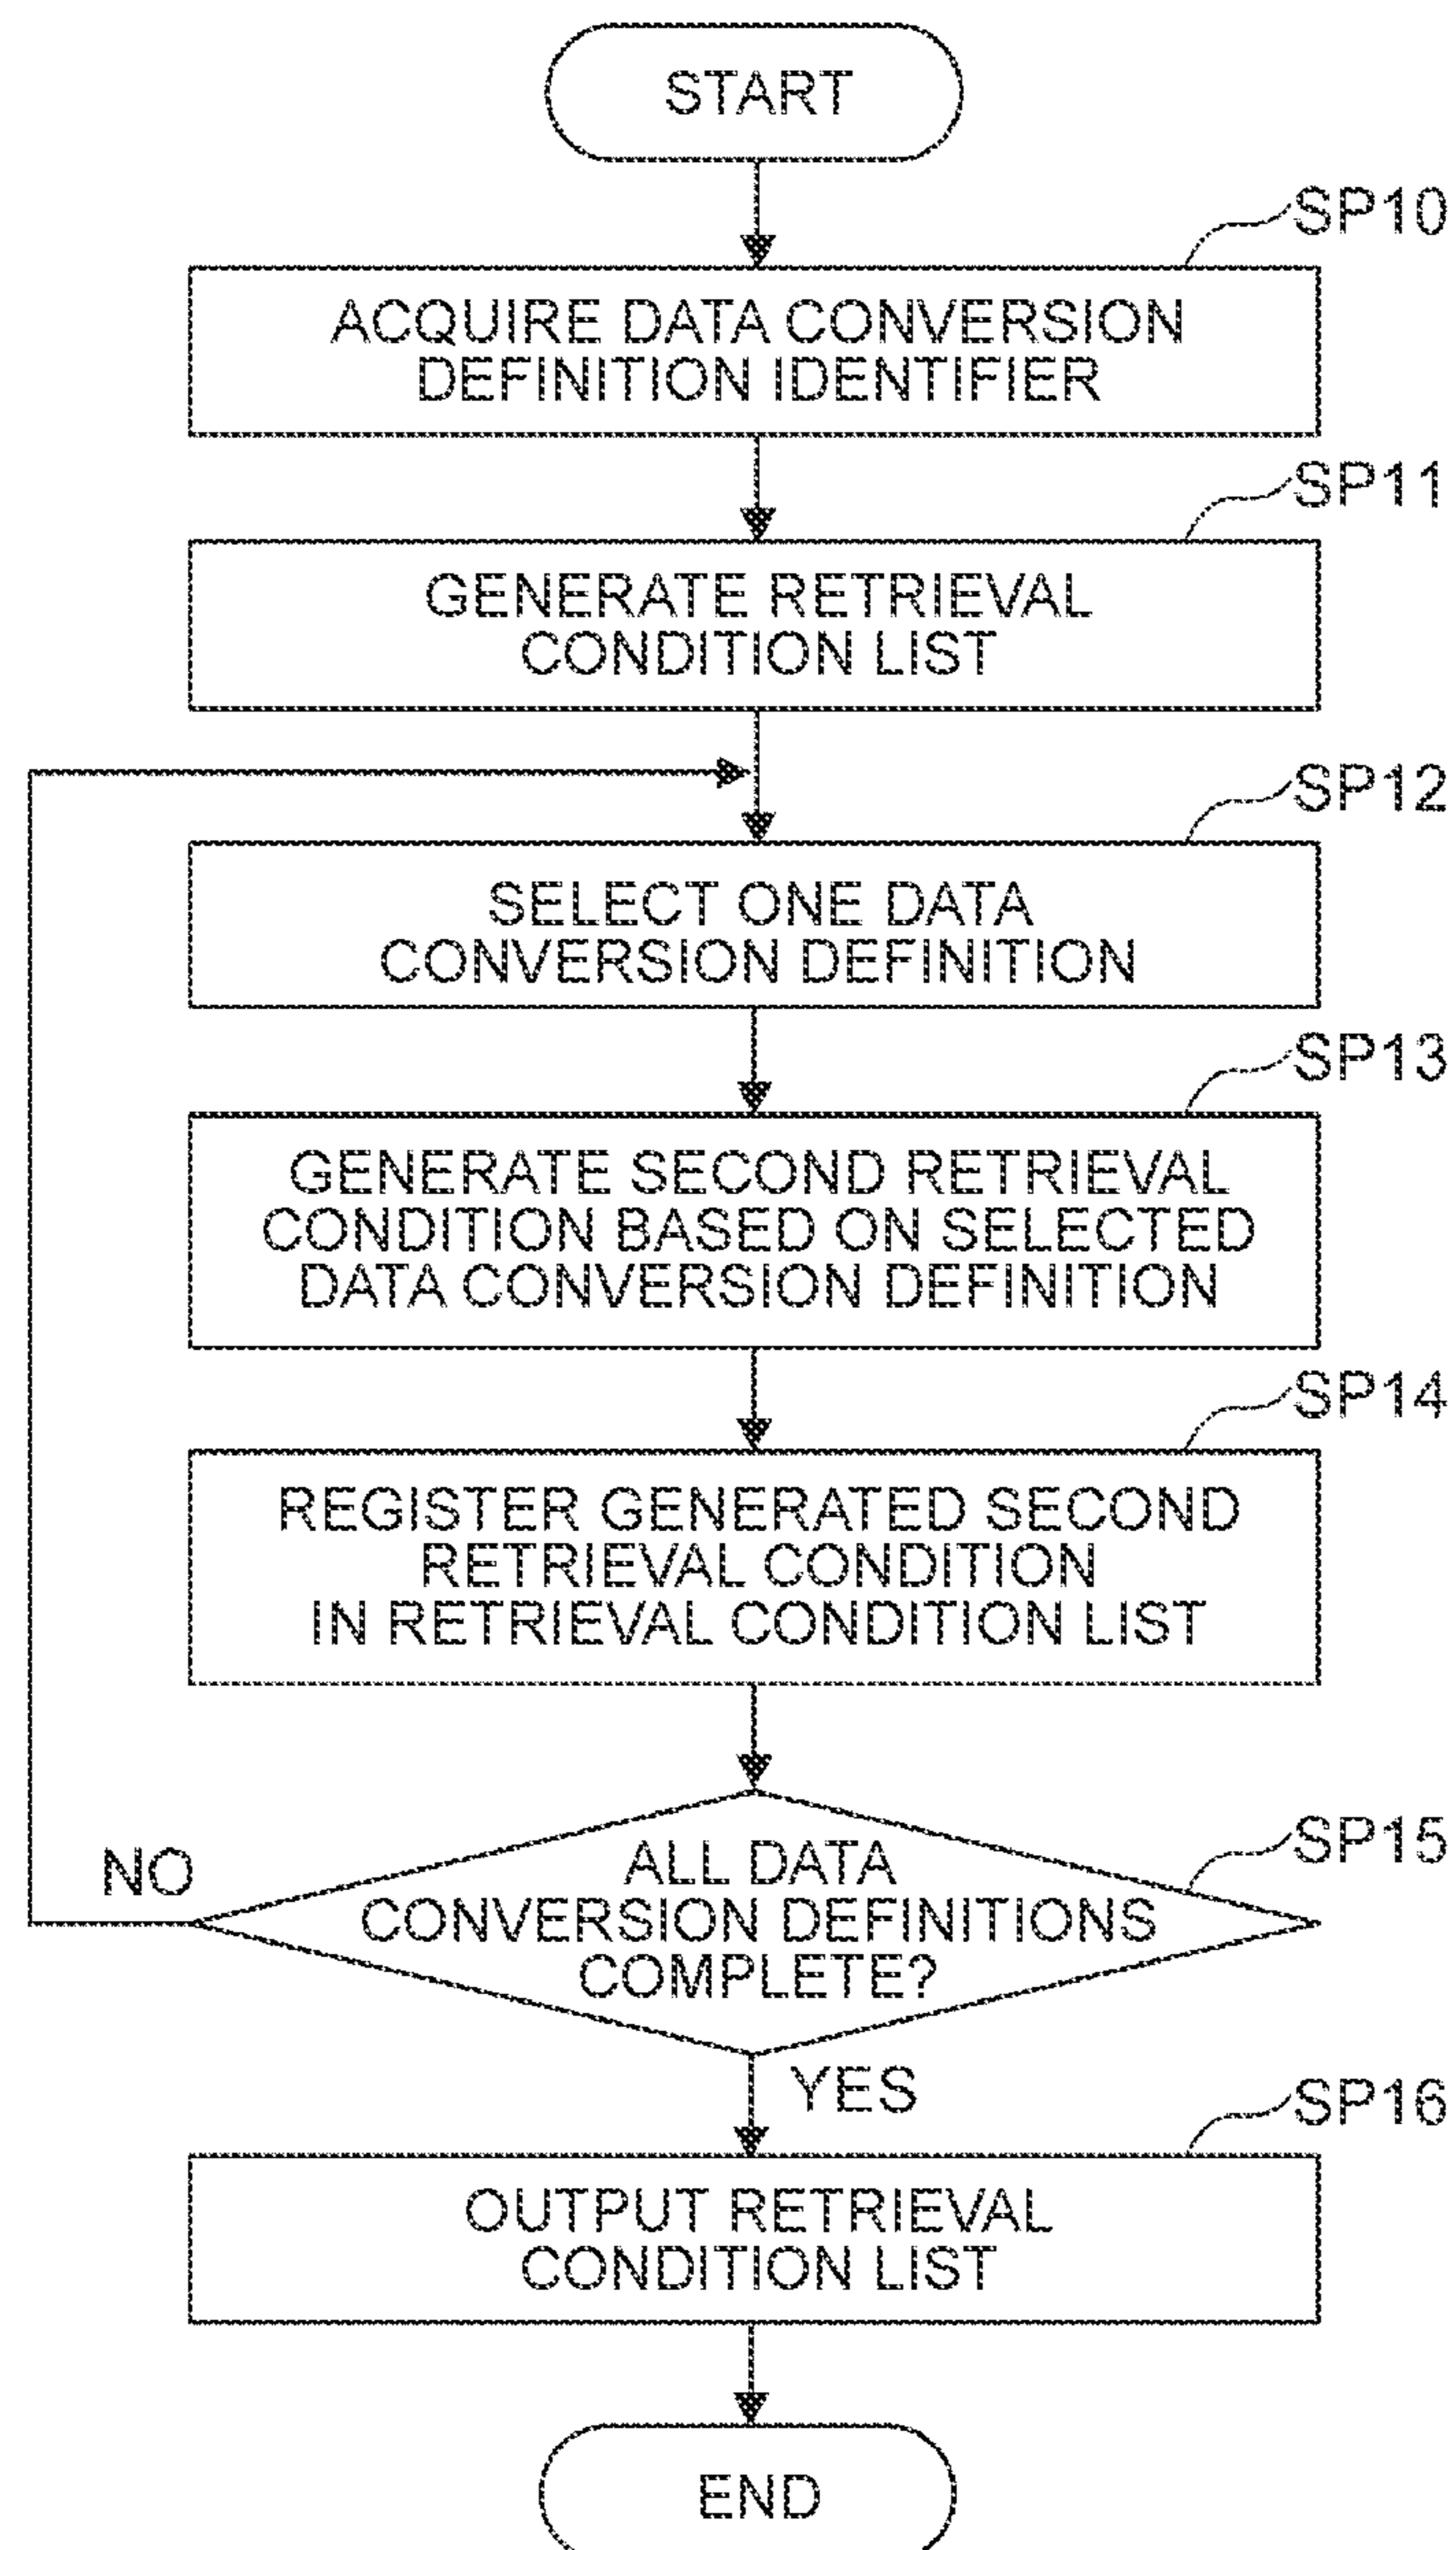 START
SP10
ACQUIRE DATA CONVERSION
DEFINITION IDENTIFIER
SP11
GENERATE RETRIEVAL
CONDITION LIST
SP12
SELECT ONE DATA
CONVERSION DEFINITION
SP13
GENERATE SECOND RETRIEVAL
CONDITION BASED ON SELECTED
DATA CONVERSION DEFINITION
SP14
REGISTER GENERATED SECOND
RETRIEVAL CONDITION
IN RETRIEVAL CONDITION LIST
SP15
NO
ALL DATA
CONVERSION DEFINITIONS
COMPLETE?
YES
SP16
OUTPUT RETRIEVAL
CONDITION LIST
END